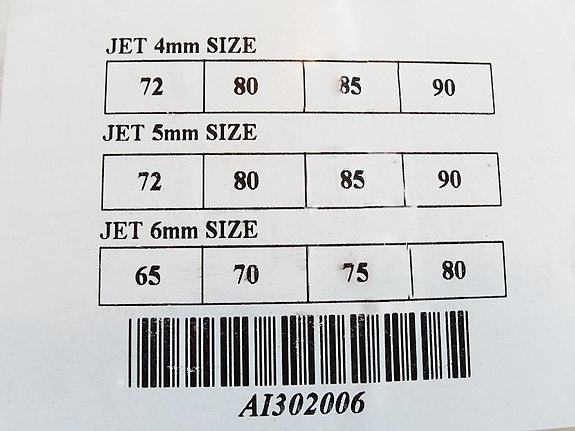 JET 4mm SIZE
72 80 85 90
JET 5mm SIZE
72 80 85 90
JET 6mm SIZE
65 70 75 80
AI302006